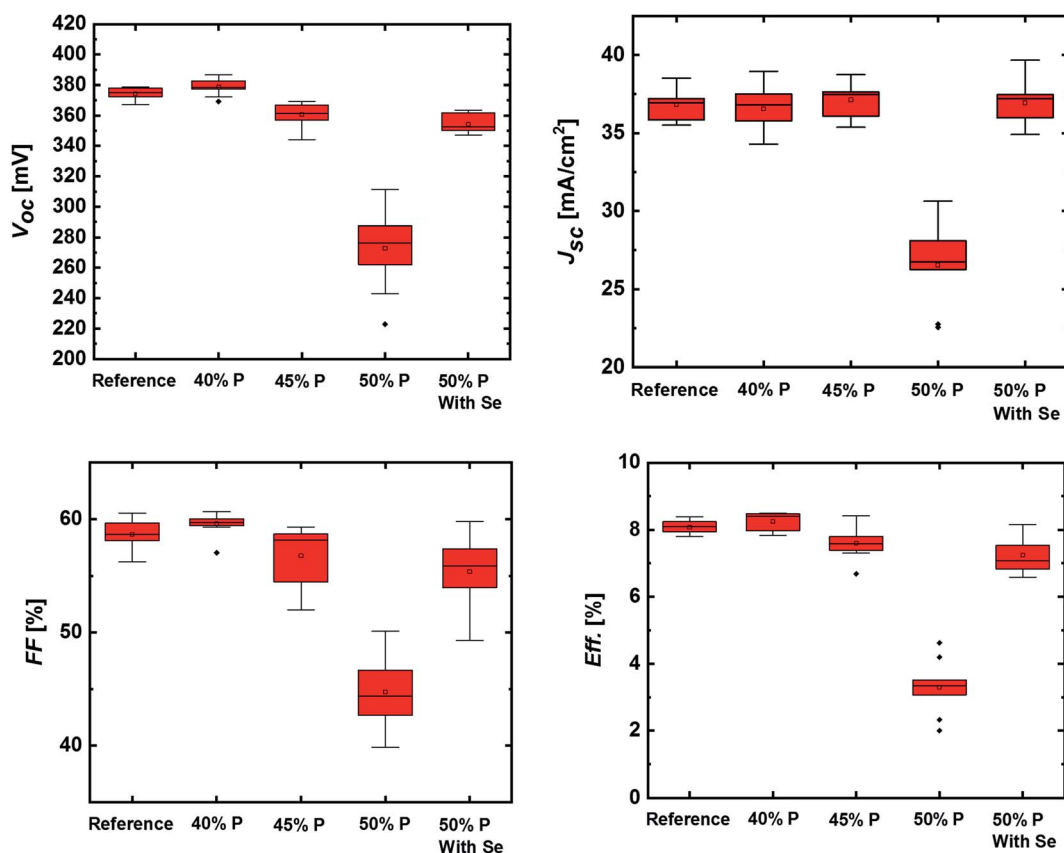 V_OC [mV]
420
400
380
360
340
320
300
280
260
240
220
200
Reference 40% P 45% P 50% P 50% P
With Se
J_SC [mA/cm²]
40
35
30
25
20
Reference 40% P 45% P 50% P 50% P
With Se
FF [%]
60
50
40
Reference 40% P 45% P 50% P 50% P
With Se
Eff. [%]
10
8
6
4
2
0
Reference 40% P 45% P 50% P 50% P
With Se